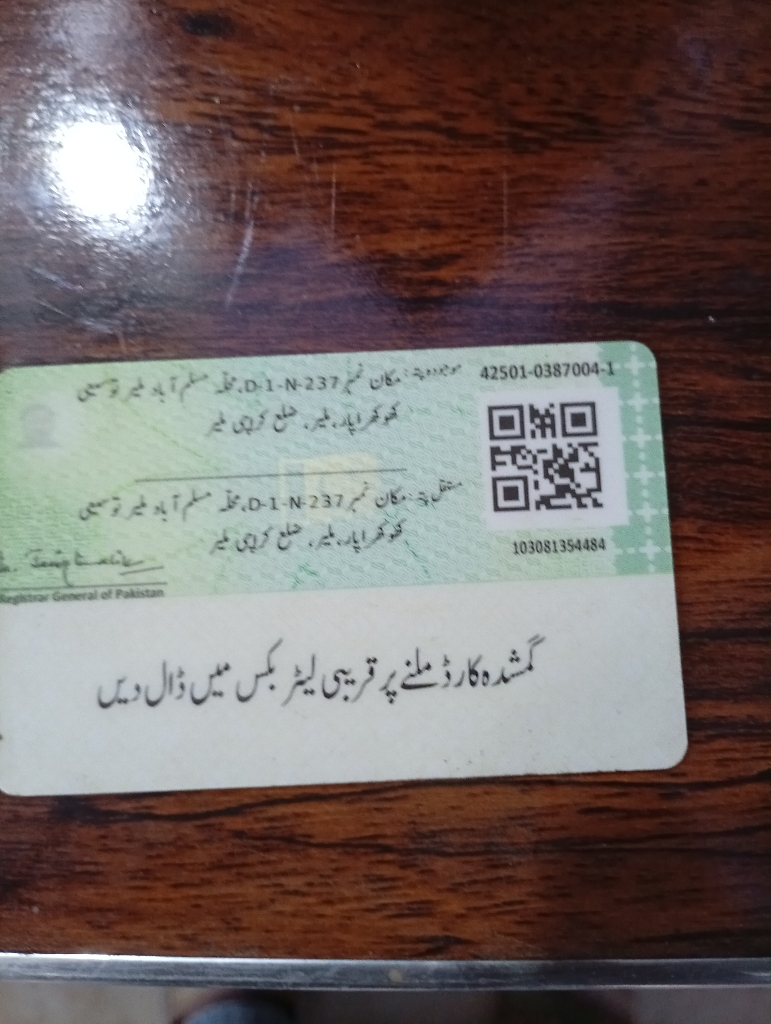 42501-0387004-1
موجودہ پتہ: مکان نمبر D-1-N-237، محلہ مسلم آباد ملیر توسیعی
کھوکھراپار، ملیر، ضلع کراچی ملیر
مستقل پتہ: مکان نمبر D-1-N-237، محلہ مسلم آباد ملیر توسیعی
کھوکھراپار، ملیر، ضلع کراچی ملیر
103081354484
Registrar General of Pakistan
گمشدہ کارڈ ملنے پر قریبی لیٹر بکس میں ڈال دیں